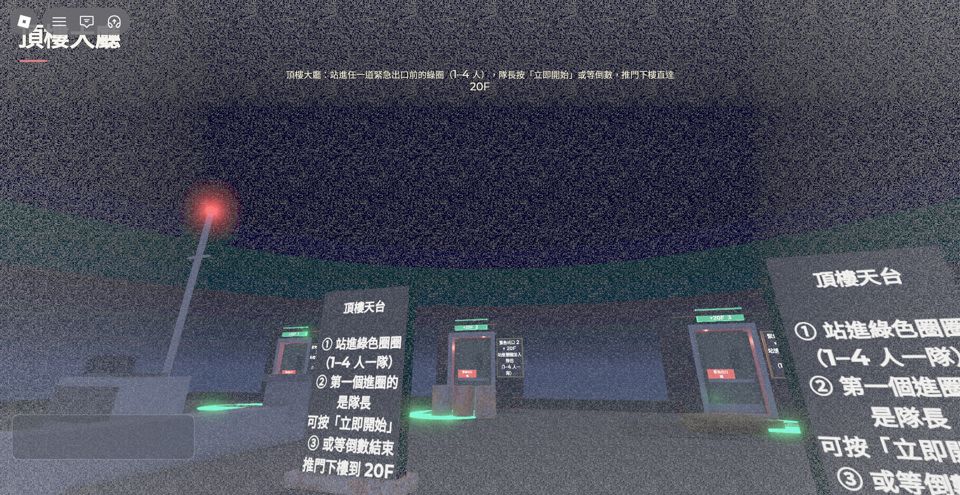 頂樓大廳
頂樓大廳：站進任一道緊急出口前的綠圈（1–4 人），隊長按「立即開始」或等倒數，推門下樓直達
20F
頂樓天台
① 站進綠色圈圈
（1–4 人一隊）
② 第一個進圈的
是隊長
可按「立即開始」
③ 或等倒數結束
推門下樓到 20F
頂樓天台
① 站進綠色圈圈
（1–4 人一隊）
② 第一個進圈的
是隊長
可按「立即開
③ 或等倒